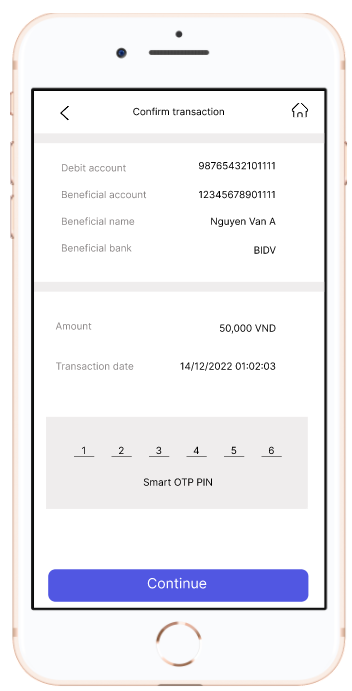 Confirm transaction
Debit account 98765432101111
Beneficial account 12345678901111
Beneficial name Nguyen Van A
Beneficial bank BIDV
Amount 50,000 VND
Transaction date 14/12/2022 01:02:03
1 2 3 4 5 6
Smart OTP PIN
Continue